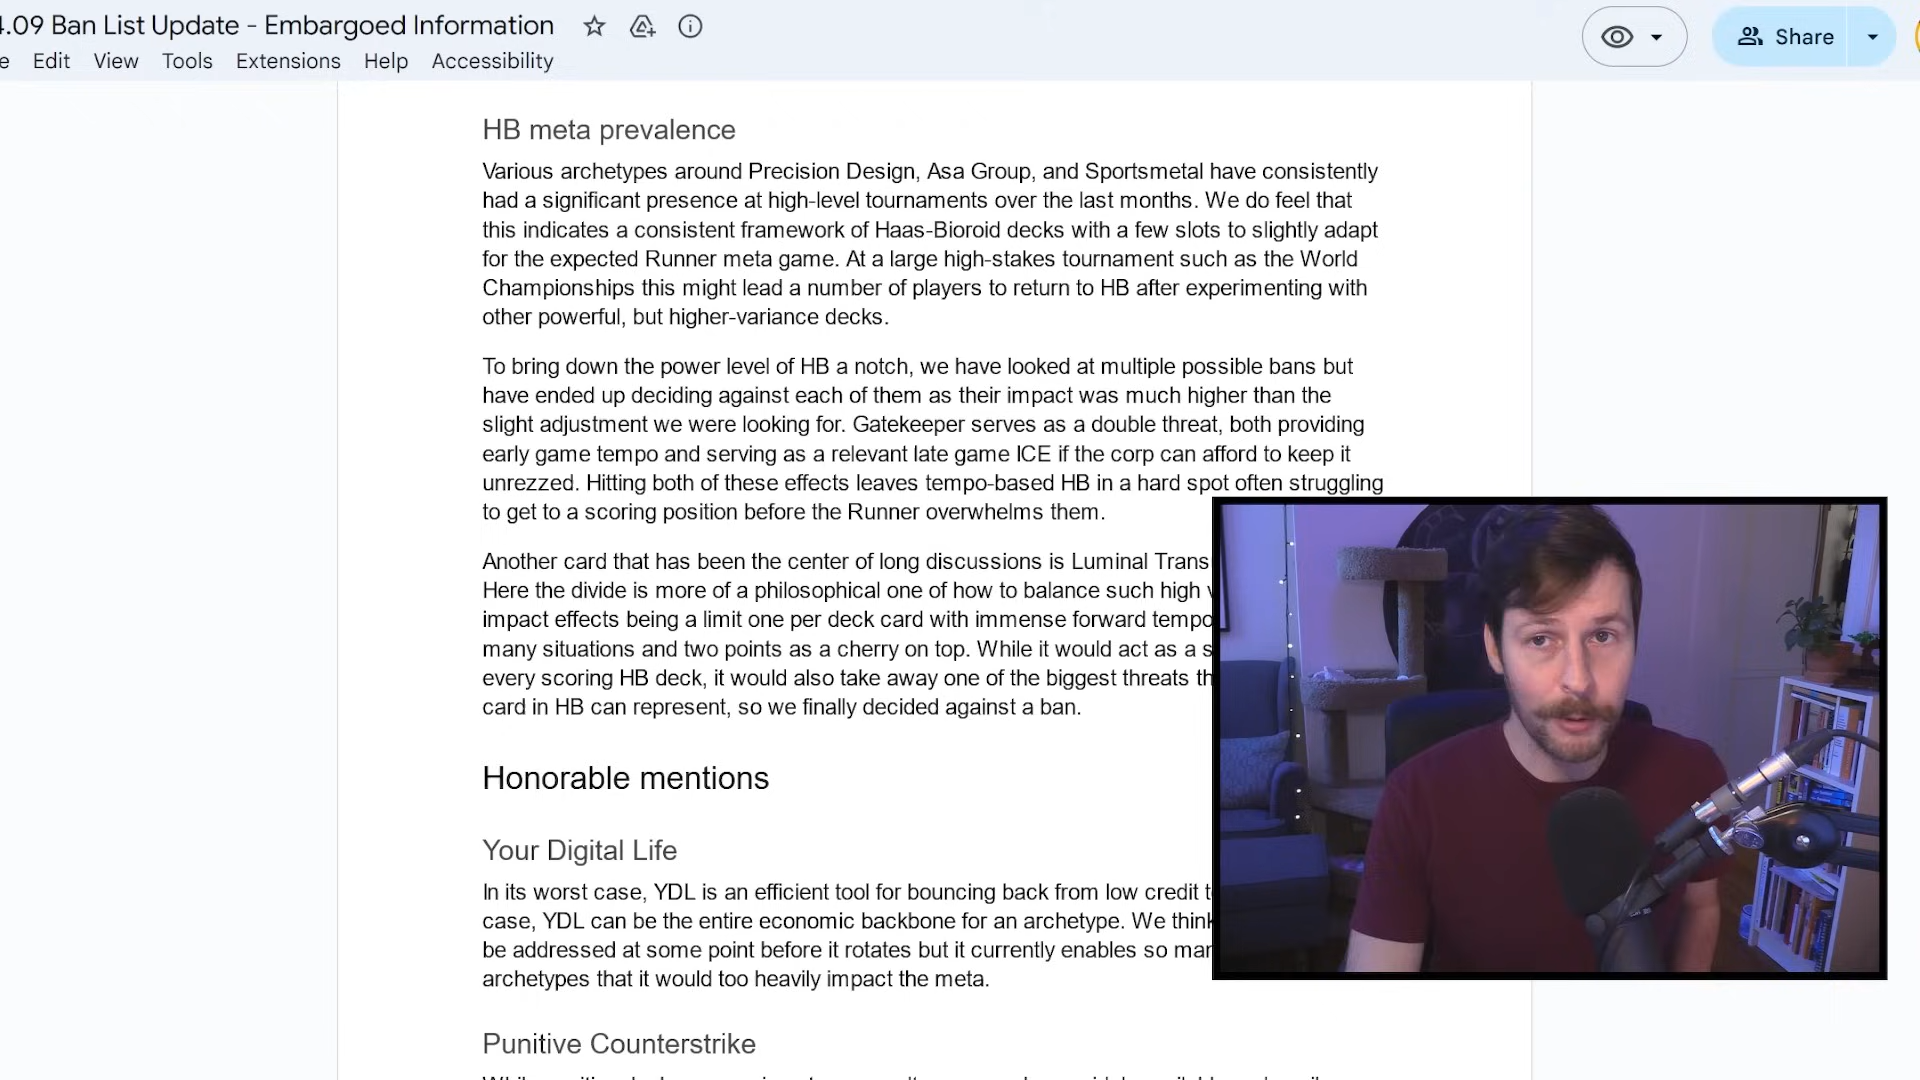 4.09 Ban List Update - Embargoed Information
Edit View Tools Extensions Help Accessibility
Share
HB meta prevalence
Various archetypes around Precision Design, Asa Group, and Sportsmetal have consistently
had a significant presence at high-level tournaments over the last months. We do feel that
this indicates a consistent framework of Haas-Bioroid decks with a few slots to slightly adapt
for the expected Runner meta game. At a large high-stakes tournament such as the World
Championships this might lead a number of players to return to HB after experimenting with
other powerful, but higher-variance decks.
To bring down the power level of HB a notch, we have looked at multiple possible bans but
have ended up deciding against each of them as their impact was much higher than the
slight adjustment we were looking for. Gatekeeper serves as a double threat, both providing
early game tempo and serving as a relevant late game ICE if the corp can afford to keep it
unrezzed. Hitting both of these effects leaves tempo-based HB in a hard spot often struggling
to get to a scoring position before the Runner overwhelms them.
Another card that has been the center of long discussions is Luminal Trans
Here the divide is more of a philosophical one of how to balance such high
impact effects being a limit one per deck card with immense forward tempo
many situations and two points as a cherry on top. While it would act as a s
every scoring HB deck, it would also take away one of the biggest threats th
card in HB can represent, so we finally decided against a ban.
Honorable mentions
Your Digital Life
In its worst case, YDL is an efficient tool for bouncing back from low credit t
case, YDL can be the entire economic backbone for an archetype. We think
be addressed at some point before it rotates but it currently enables so mar
archetypes that it would too heavily impact the meta.
Punitive Counterstrike